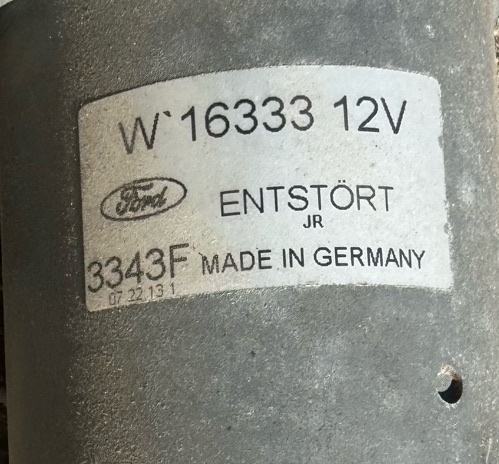 W`16333 12V
Ford
ENTSTÖRT
JR
3343F MADE IN GERMANY
07 22 13 1